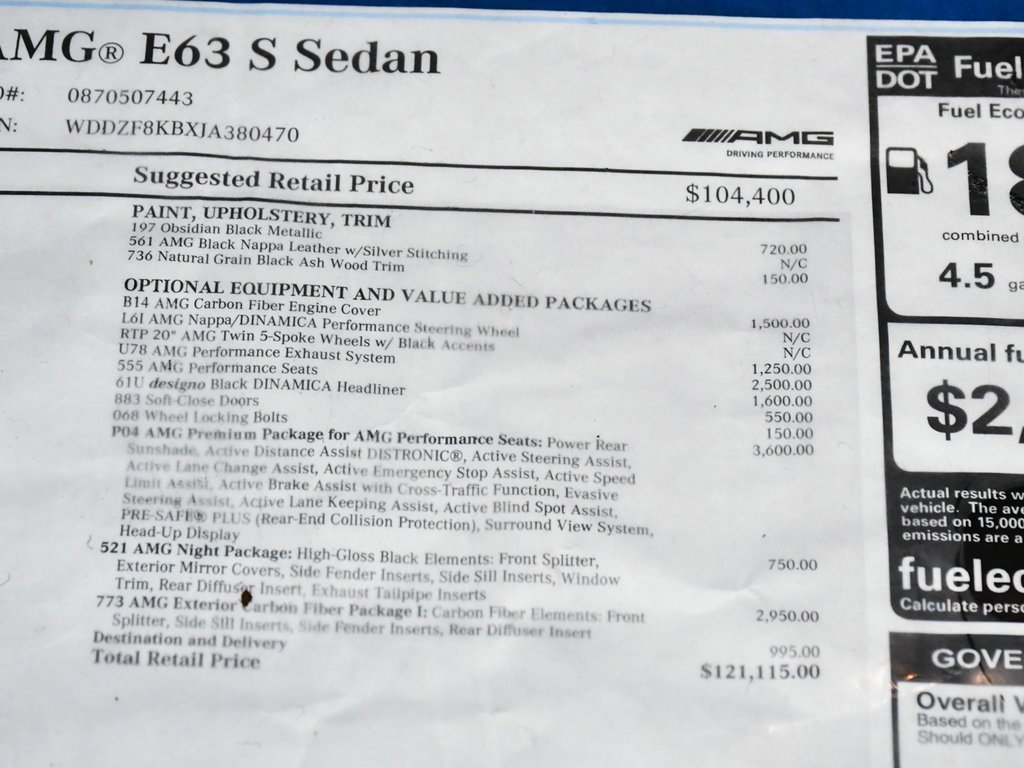 AMG® E63 S Sedan
#: 0870507443
N: WDDZF8KBXJA380470
AMG
DRIVING PERFORMANCE
Suggested Retail Price $104,400
PAINT, UPHOLSTERY, TRIM
197 Obsidian Black Metallic 720.00
561 AMG Black Nappa Leather w/Silver Stitching N/C
736 Natural Grain Black Ash Wood Trim 150.00
OPTIONAL EQUIPMENT AND VALUE ADDED PACKAGES
B14 AMG Carbon Fiber Engine Cover 1,500.00
L6I AMG Nappa/DINAMICA Performance Steering Wheel N/C
RTP 20" AMG Twin 5-Spoke Wheels w/ Black Accents N/C
U78 AMG Performance Exhaust System 1,250.00
555 AMG Performance Seats 2,500.00
61U designo Black DINAMICA Headliner 1,600.00
883 Soft-Close Doors 550.00
068 Wheel Locking Bolts 150.00
P04 AMG Premium Package for AMG Performance Seats: Power Rear 3,600.00
Sunshade, Active Distance Assist DISTRONIC®, Active Steering Assist,
Active Lane Change Assist, Active Emergency Stop Assist, Active Speed
Limit Assist, Active Brake Assist with Cross-Traffic Function, Evasive
Steering Assist, Active Lane Keeping Assist, Active Blind Spot Assist,
PRE-SAFE® PLUS (Rear-End Collision Protection), Surround View System,
Head-Up Display
521 AMG Night Package: High-Gloss Black Elements: Front Splitter, 750.00
Exterior Mirror Covers, Side Fender Inserts, Side Sill Inserts, Window
Trim, Rear Diffusor Insert, Exhaust Tailpipe Inserts
773 AMG Exterior Carbon Fiber Package I: Carbon Fiber Elements: Front 2,950.00
Splitter, Side Sill Inserts, Side Fender Inserts, Rear Diffuser Insert
Destination and Delivery 995.00
Total Retail Price $121,115.00
EPA
DOT
Fuel
Thes
Fuel Eco
18
combined
4.5 ga
Annual fu
$2,
Actual results w
vehicle. The ave
based on 15,000
emissions are a
fueleo
Calculate perso
GOVE
Overall V
Based on the
Should ONLY